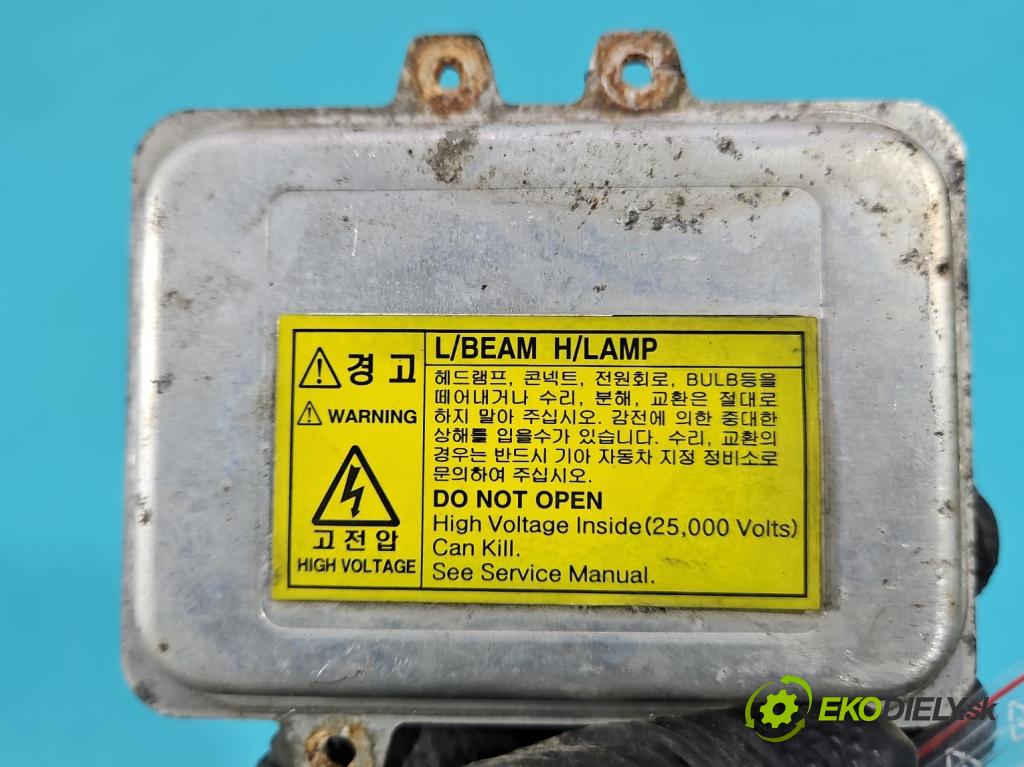 경 고
WARNING
고 전 압
HIGH VOLTAGE
L/BEAM H/LAMP
헤드램프, 콘넥트, 전원회로, BULB등을
떼어내거나 수리, 분해, 교환은 절대로
하지 말아 주십시오. 감전에 의한 중대한
상해를 입을수가 있습니다. 수리, 교환의
경우는 반드시 기아 자동차 지정 정비소로
문의하여 주십시오.
DO NOT OPEN
High Voltage Inside(25,000 Volts)
Can Kill.
See Service Manual.
EKODIELY.sk